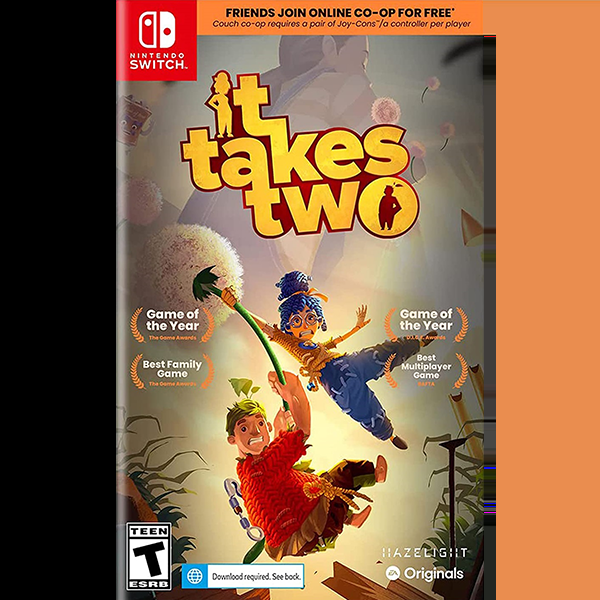 FRIENDS JOIN ONLINE CO-OP FOR FREE*
Couch co-op requires a pair of Joy-Cons™/a controller per player
NINTENDO
SWITCH™
it
takes
two
Game of
the Year
The Game Awards
Game of
the Year
D.I.C.E. Awards
Best Family
Game
The Game Awards
Best
Multiplayer
Game
BAFTA
TEEN
T
ESRB
Download required. See back.
HAZELIGHT
EA Originals